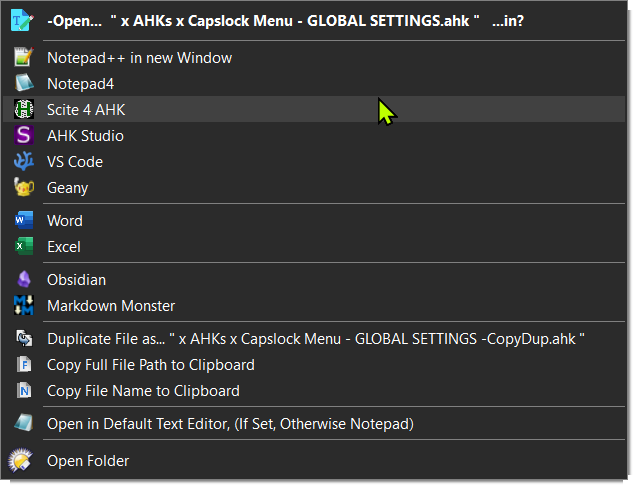 -Open... " x AHKs x Capslock Menu - GLOBAL SETTINGS.ahk " ...in?
Notepad++ in new Window
Notepad4
Scite 4 AHK
AHK Studio
VS Code
Geany
Word
Excel
Obsidian
Markdown Monster
Duplicate File as... " x AHKs x Capslock Menu - GLOBAL SETTINGS -CopyDup.ahk "
Copy Full File Path to Clipboard
Copy File Name to Clipboard
Open in Default Text Editor, (If Set, Otherwise Notepad)
Open Folder